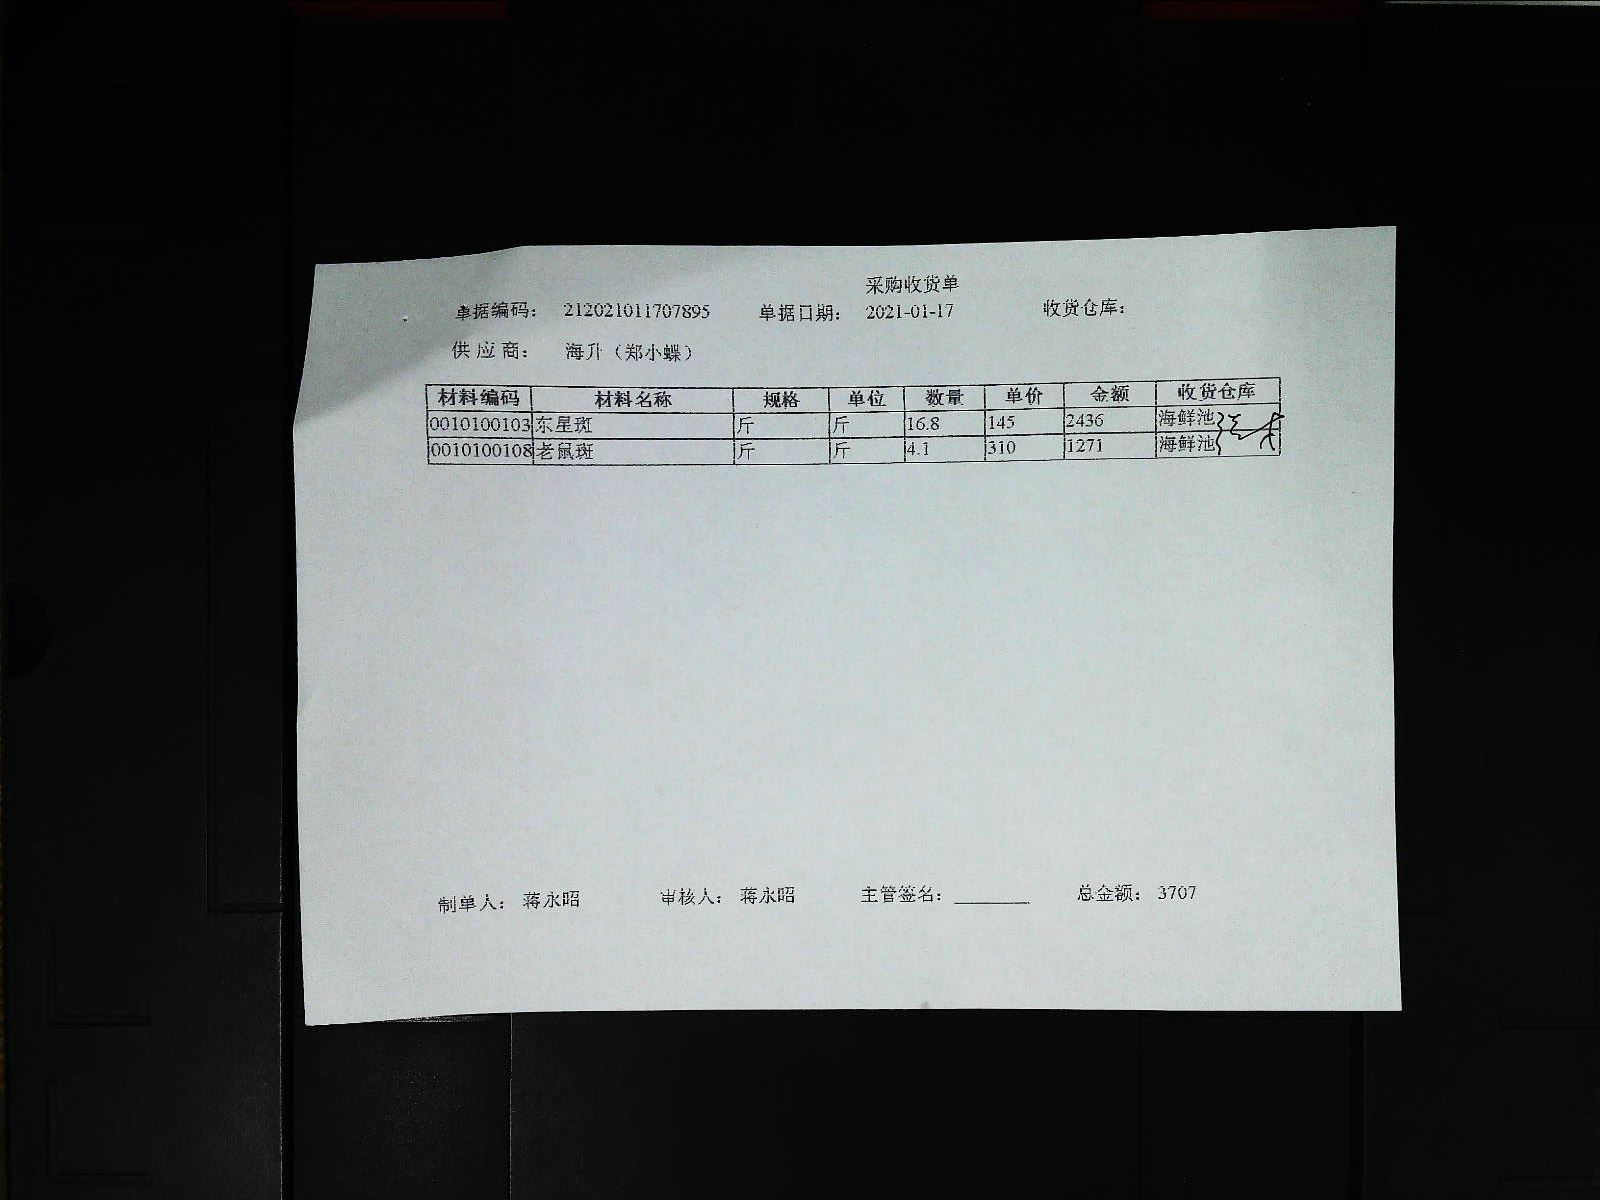 采购收货单
单据编码： 212021011707895 单据日期： 2021-01-17 收货仓库：
供应商： 海升（郑小蝶）
材料编码 材料名称 规格 单位 数量 单价 金额 收货仓库
0010100103 东星斑 斤 斤 16.8 145 2436 海鲜池
0010100108 老鼠斑 斤 斤 4.1 310 1271 海鲜池
制单人： 蒋永昭 审核人： 蒋永昭 主管签名： 总金额： 3707